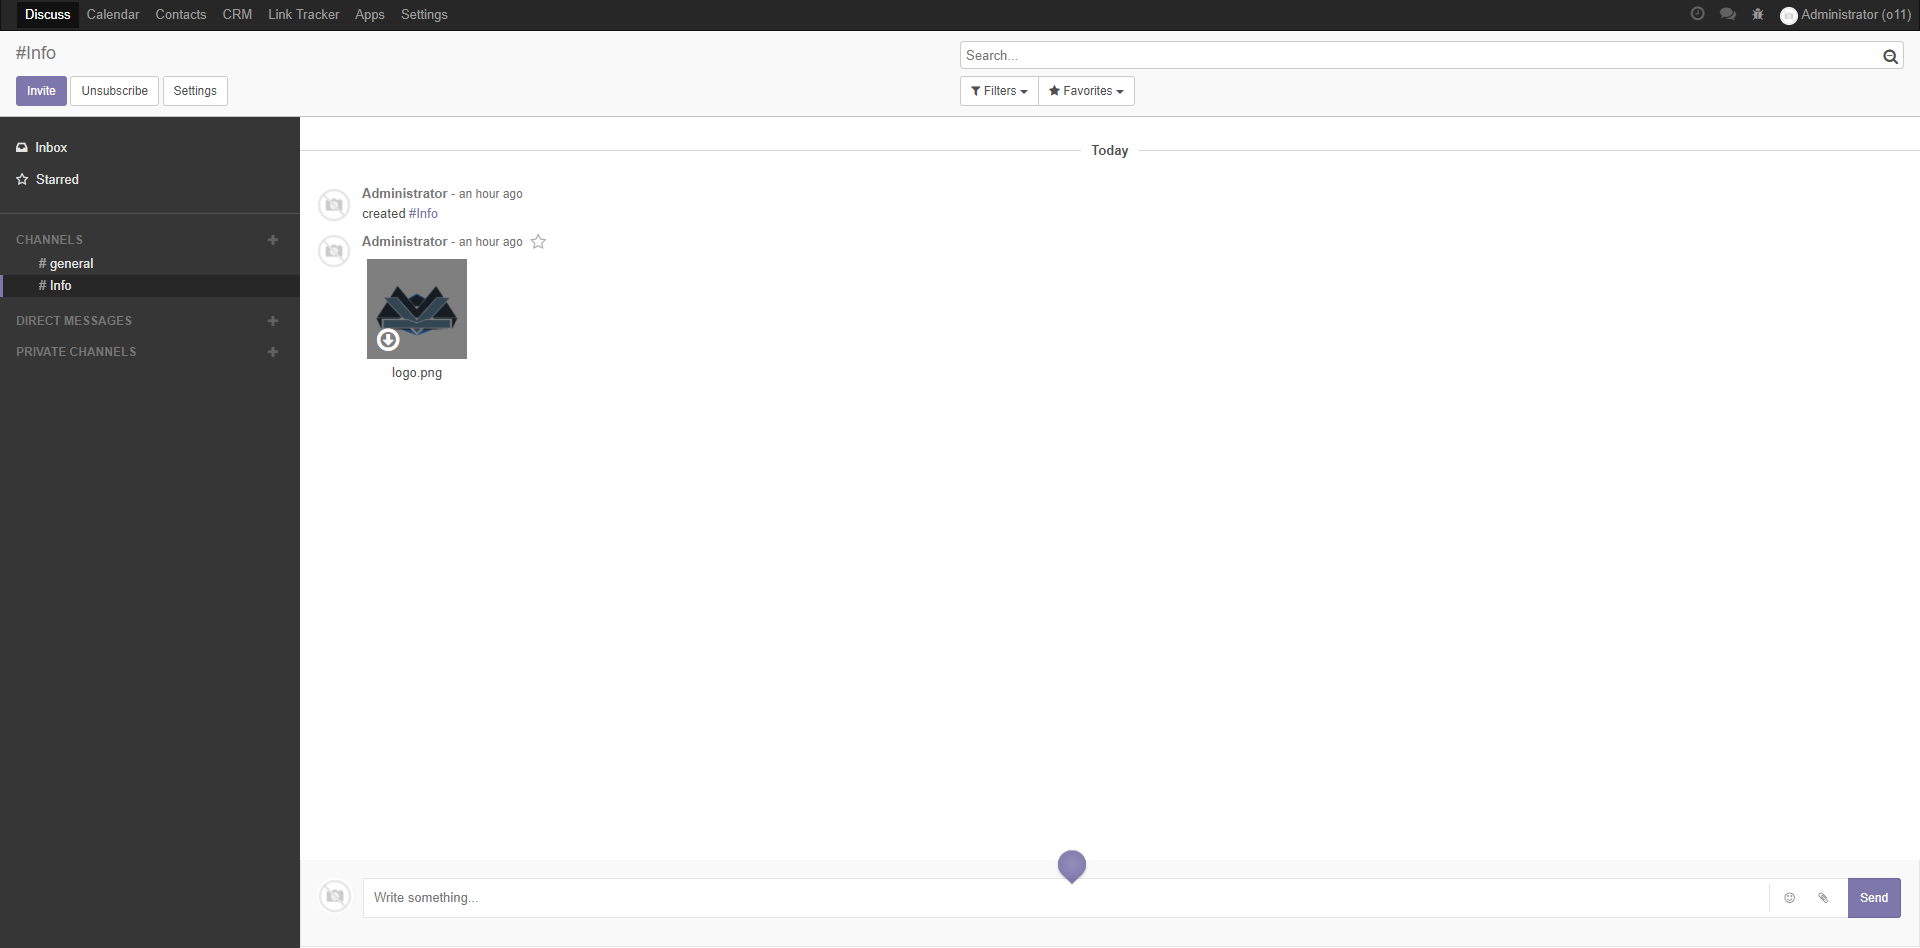 Discuss Calendar Contacts CRM Link Tracker Apps Settings Administrator (o11)
#Info
Search...
Invite Unsubscribe Settings
Filters Favorites
Inbox
Starred
CHANNELS
# general
# Info
DIRECT MESSAGES
PRIVATE CHANNELS
Today
Administrator - an hour ago
created #Info
Administrator - an hour ago
logo.png
Write something...
Send